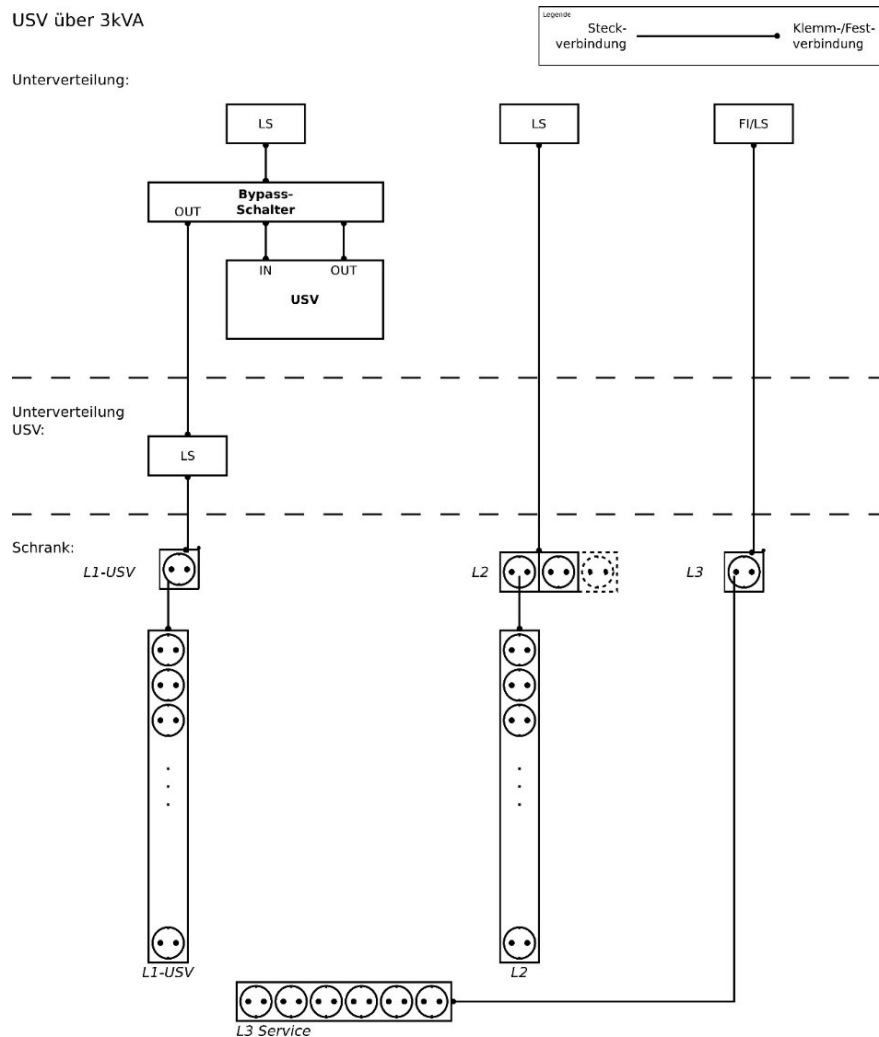 USV über 3kVA
Legende
Steck-
verbindung
Klemm-/Fest-
verbindung
Unterverteilung:
LS
LS
FI/LS
Bypass-
Schalter
OUT
IN
OUT
USV
Unterverteilung
USV:
LS
Schrank:
L1-USV
L2
L3
L1-USV
L2
L3 Service